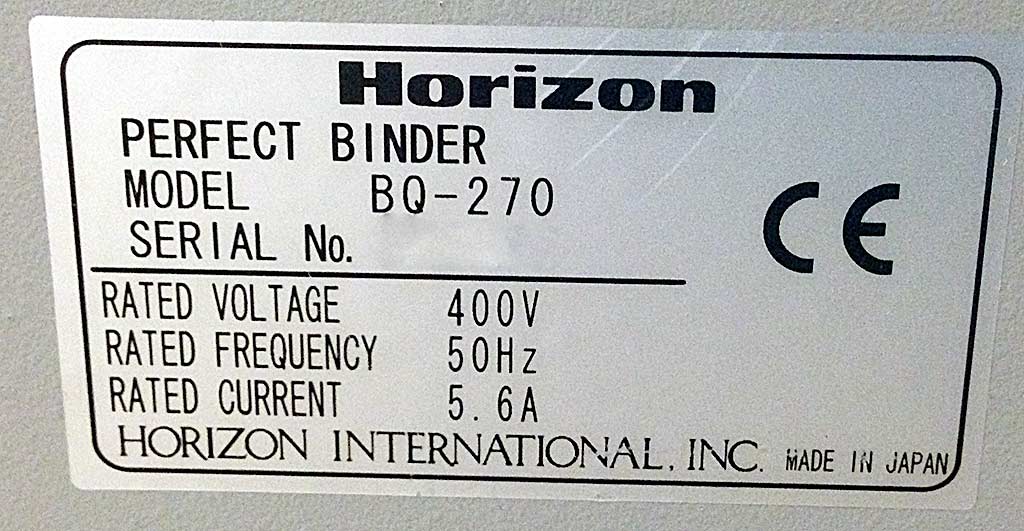 Horizon
PERFECT BINDER
MODEL BQ-270
SERIAL No.
RATED VOLTAGE 400V
RATED FREQUENCY 50Hz
RATED CURRENT 5.6A
HORIZON INTERNATIONAL, INC. MADE IN JAPAN
CE